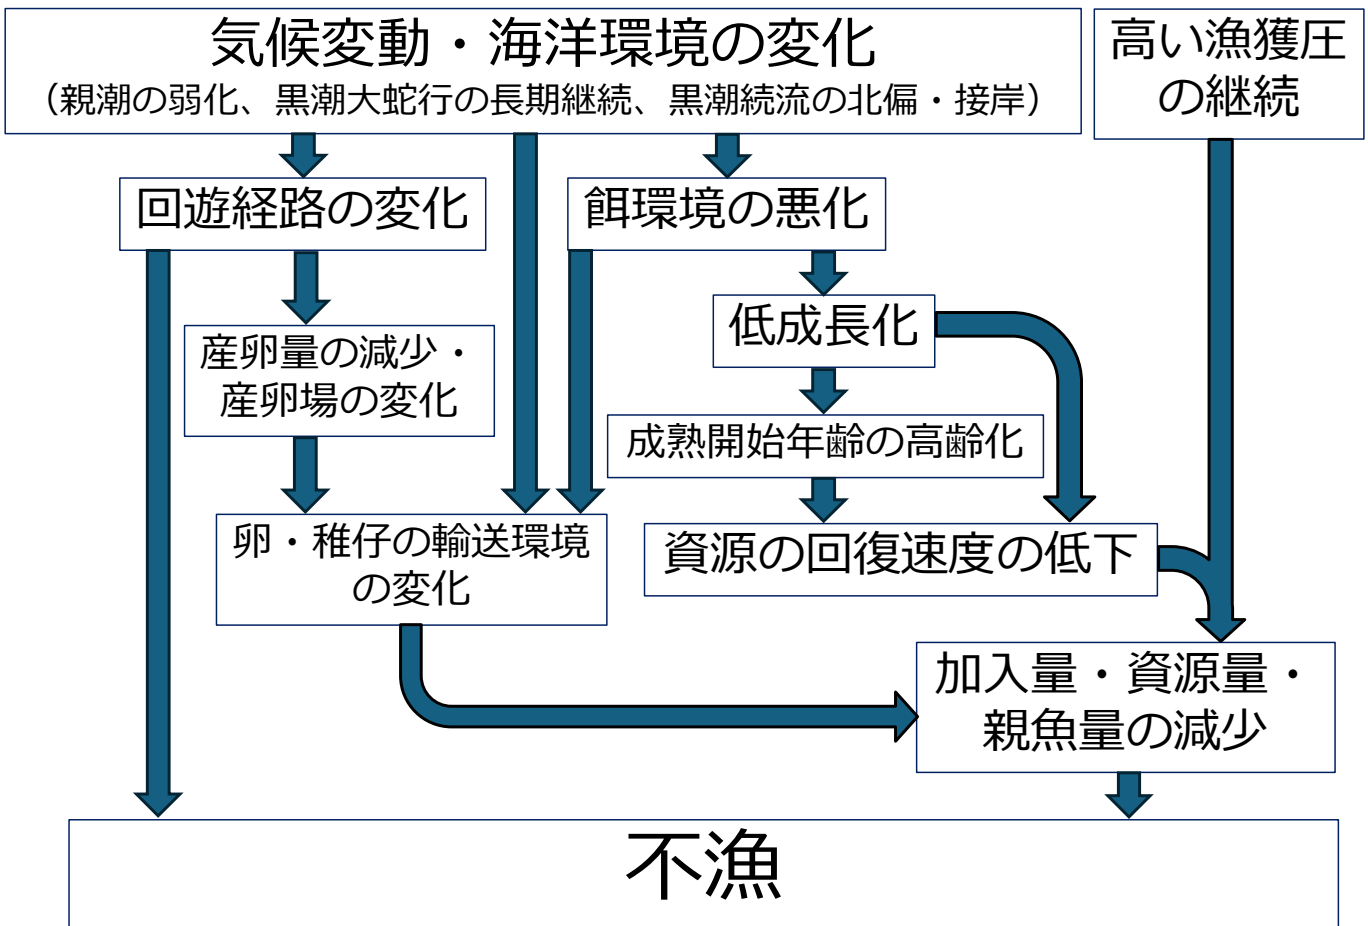 気候変動・海洋環境の変化
（親潮の弱化、黒潮大蛇行の長期継続、黒潮続流の北偏・接岸）
高い漁獲圧
の継続
回遊経路の変化
餌環境の悪化
低成長化
産卵量の減少・
産卵場の変化
成熟開始年齢の高齢化
卵・稚仔の輸送環境
の変化
資源の回復速度の低下
加入量・資源量・
親魚量の減少
不漁